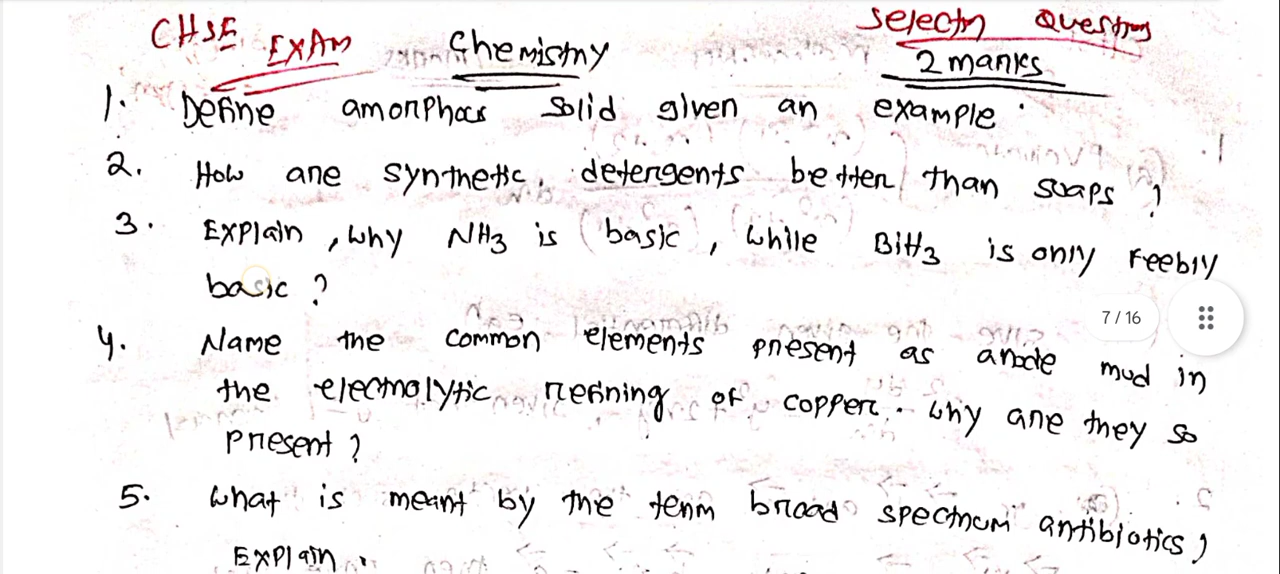 CHSE EXAM Chemistry Selectn Questions
2 marks
1. Define amorphous solid given an example.
2. How are synthetic, detergents better than soaps ?
3. Explain, why NH3 is (basic), while BiH3 is only feebly
basic ?
7 / 16
4. Name the common elements present as anode mud in
the electrolytic refining of copper. Why are they so
present ?
5. What is meant by the term broad spectrum antibiotics,
Explain.